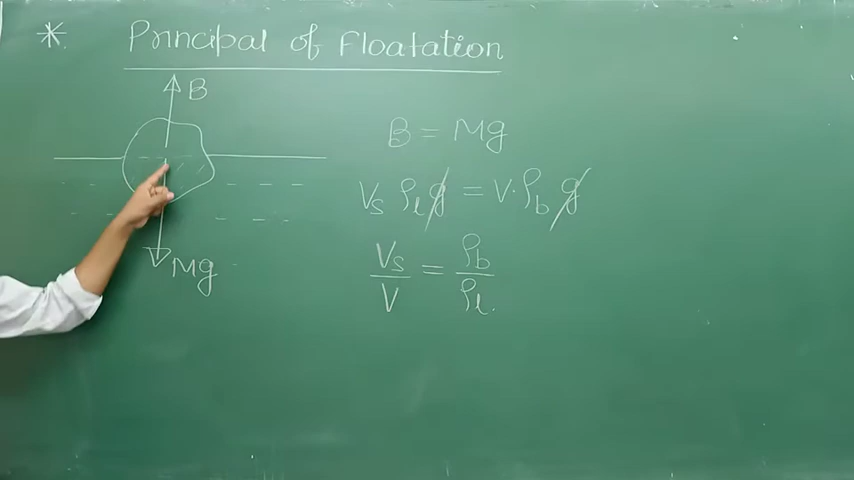 * Principal of Floatation
B
B = Mg
Vs ρl g = V·ρb g
Mg
Vs/V = ρb/ρl.